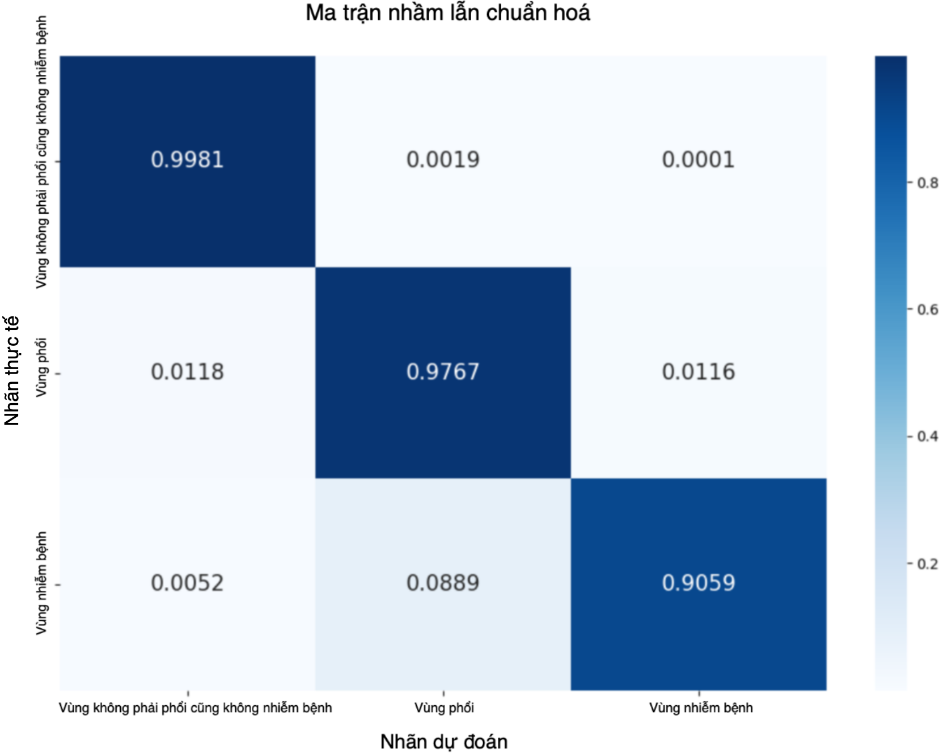 Ma trận nhầm lẫn chuẩn hoá
Vùng không phải phổi cũng không nhiễm bệnh
0.9981
0.0019
0.0001
Vùng phổi
0.0118
0.9767
0.0116
Vùng nhiễm bệnh
0.0052
0.0889
0.9059
Nhãn thực tế
Vùng không phải phổi cũng không nhiễm bệnh
Vùng phổi
Vùng nhiễm bệnh
Nhãn dự đoán
0.8
0.6
0.4
0.2